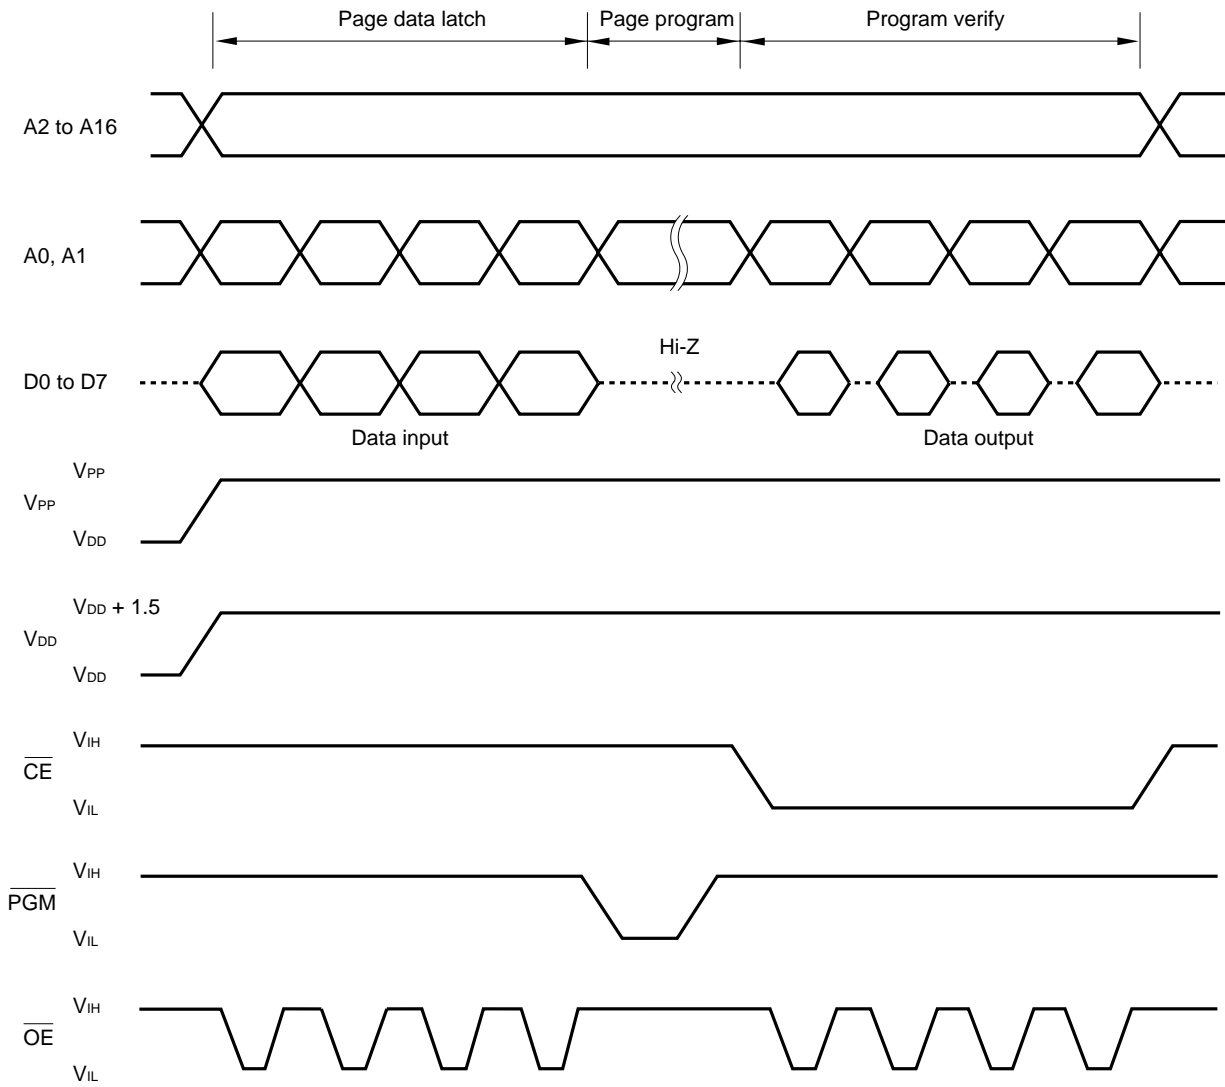 Page data latch
Page program
Program verify
A2 to A16
A0, A1
Hi-Z
D0 to D7
Data input
Data output
VPP
VPP
VDD
VDD + 1.5
VDD
VDD
VIH
CE
VIL
VIH
PGM
VIL
VIH
OE
VIL